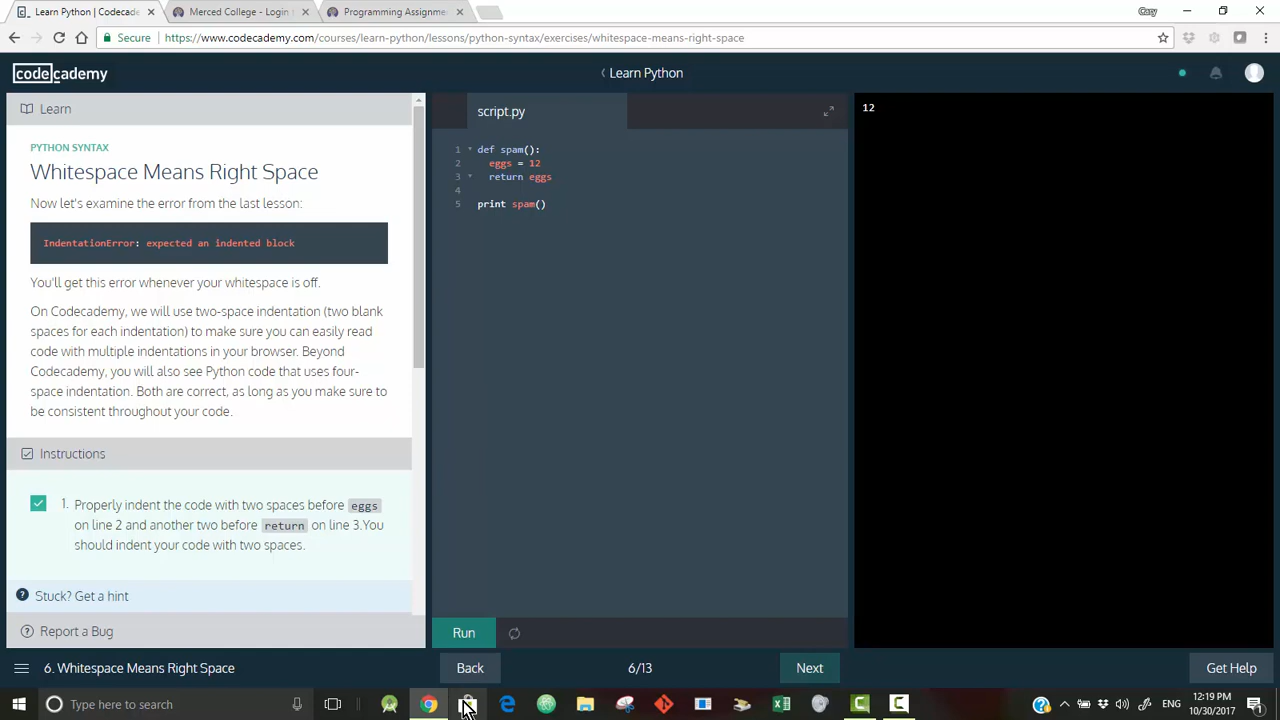 Learn Python | Codecade
Merced College - Login
Programming Assignme
Gary
Secure
https://www.codecademy.com/courses/learn-python/lessons/python-syntax/exercises/whitespace-means-right-space
codecademy
Learn Python
Learn
PYTHON SYNTAX
Whitespace Means Right Space
Now let's examine the error from the last lesson:
IndentationError: expected an indented block
You'll get this error whenever your whitespace is off.
On Codecademy, we will use two-space indentation (two blank
spaces for each indentation) to make sure you can easily read
code with multiple indentations in your browser. Beyond
Codecademy, you will also see Python code that uses four-
space indentation. Both are correct, as long as you make sure to
be consistent throughout your code.
Instructions
1. Properly indent the code with two spaces before eggs
on line 2 and another two before return on line 3.You
should indent your code with two spaces.
Stuck? Get a hint
Report a Bug
script.py
1 def spam():
2 eggs = 12
3 return eggs
4
5 print spam()
Run
12
6. Whitespace Means Right Space
Back
6/13
Next
Get Help
Type here to search
12:19 PM
10/30/2017